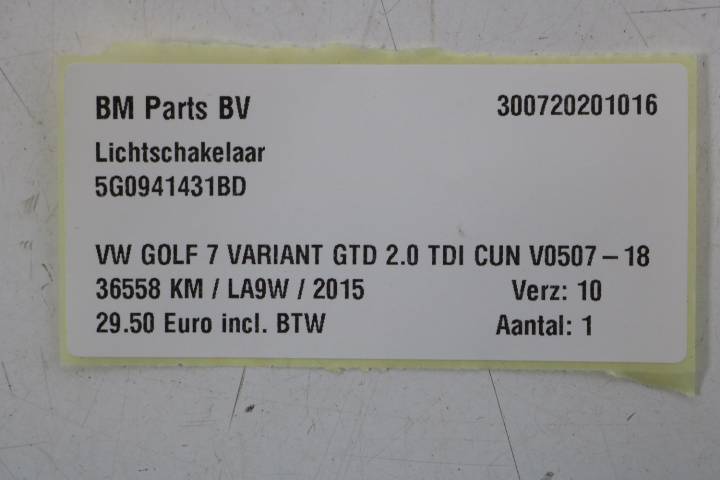 BM Parts BV 300720201016
Lichtschakelaar
5G0941431BD
VW GOLF 7 VARIANT GTD 2.0 TDI CUN V0507-18
36558 KM / LA9W / 2015 Verz: 10
29.50 Euro incl. BTW Aantal: 1